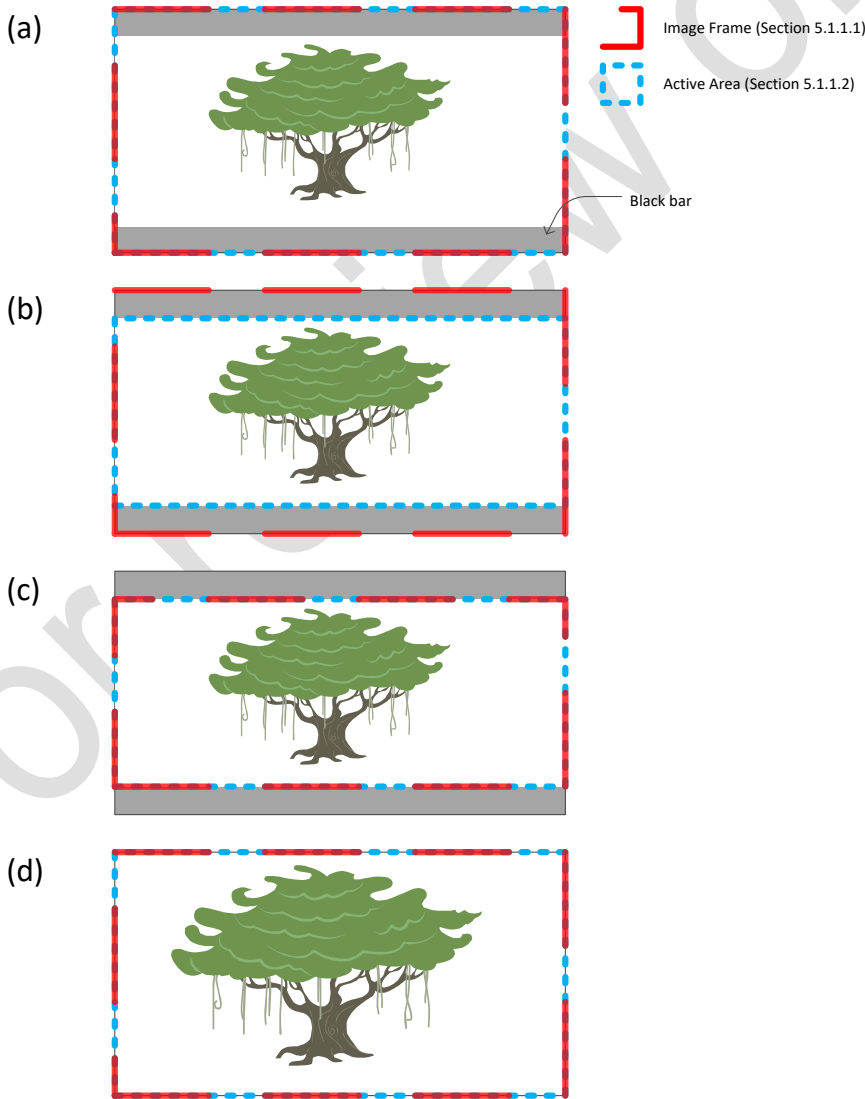 (a)
Image Frame (Section 5.1.1.1)
Active Area (Section 5.1.1.2)
Black bar
(b)
(c)
(d)